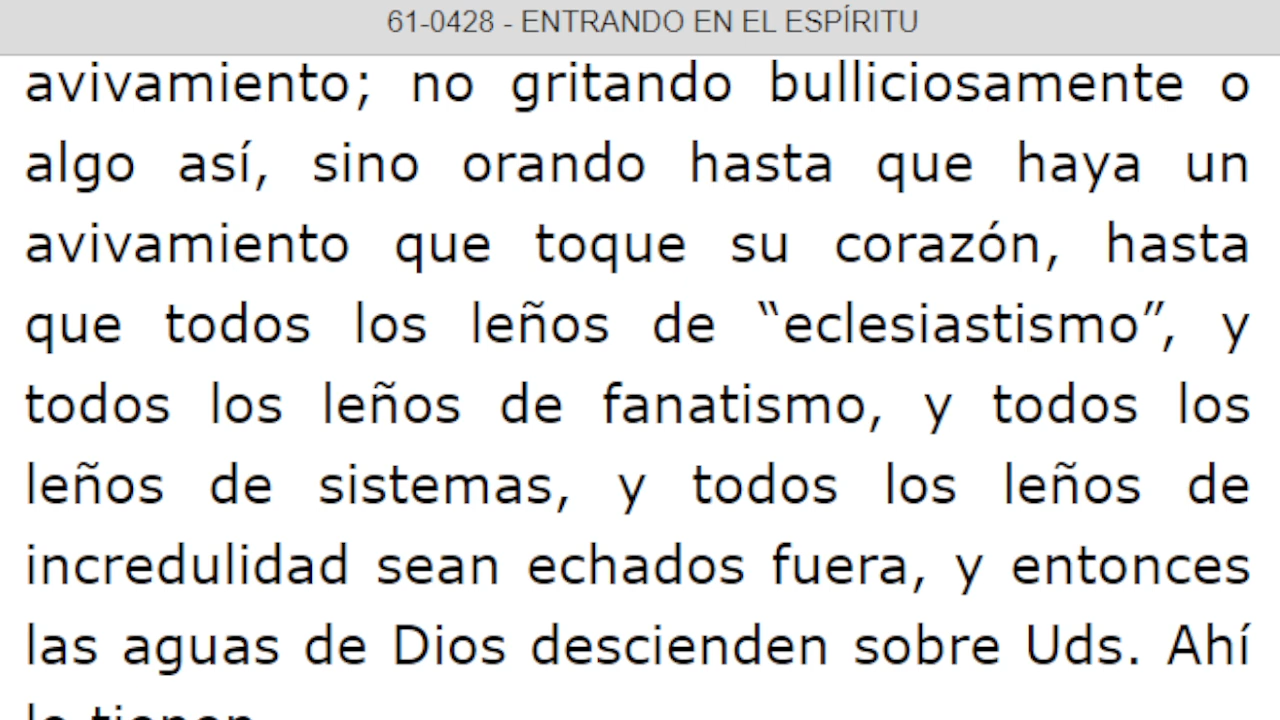 61-0428 - ENTRANDO EN EL ESPÍRITU
avivamiento; no gritando bulliciosamente o
algo así, sino orando hasta que haya un
avivamiento que toque su corazón, hasta
que todos los leños de “eclesiastismo”, y
todos los leños de fanatismo, y todos los
leños de sistemas, y todos los leños de
incredulidad sean echados fuera, y entonces
las aguas de Dios descienden sobre Uds. Ahí
lo tienen